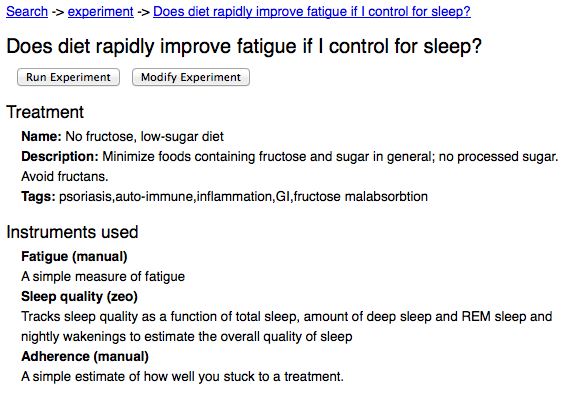 Search -> experiment -> Does diet rapidly improve fatigue if I control for sleep?
Does diet rapidly improve fatigue if I control for sleep?
Run Experiment Modify Experiment
Treatment
Name: No fructose, low-sugar diet
Description: Minimize foods containing fructose and sugar in general; no processed sugar.
Avoid fructans.
Tags: psoriasis,auto-immune,inflammation,GI,fructose malabsorbtion
Instruments used
Fatigue (manual)
A simple measure of fatigue
Sleep quality (zeo)
Tracks sleep quality as a function of total sleep, amount of deep sleep and REM sleep and
nightly wakenings to estimate the overall quality of sleep
Adherence (manual)
A simple estimate of how well you stuck to a treatment.